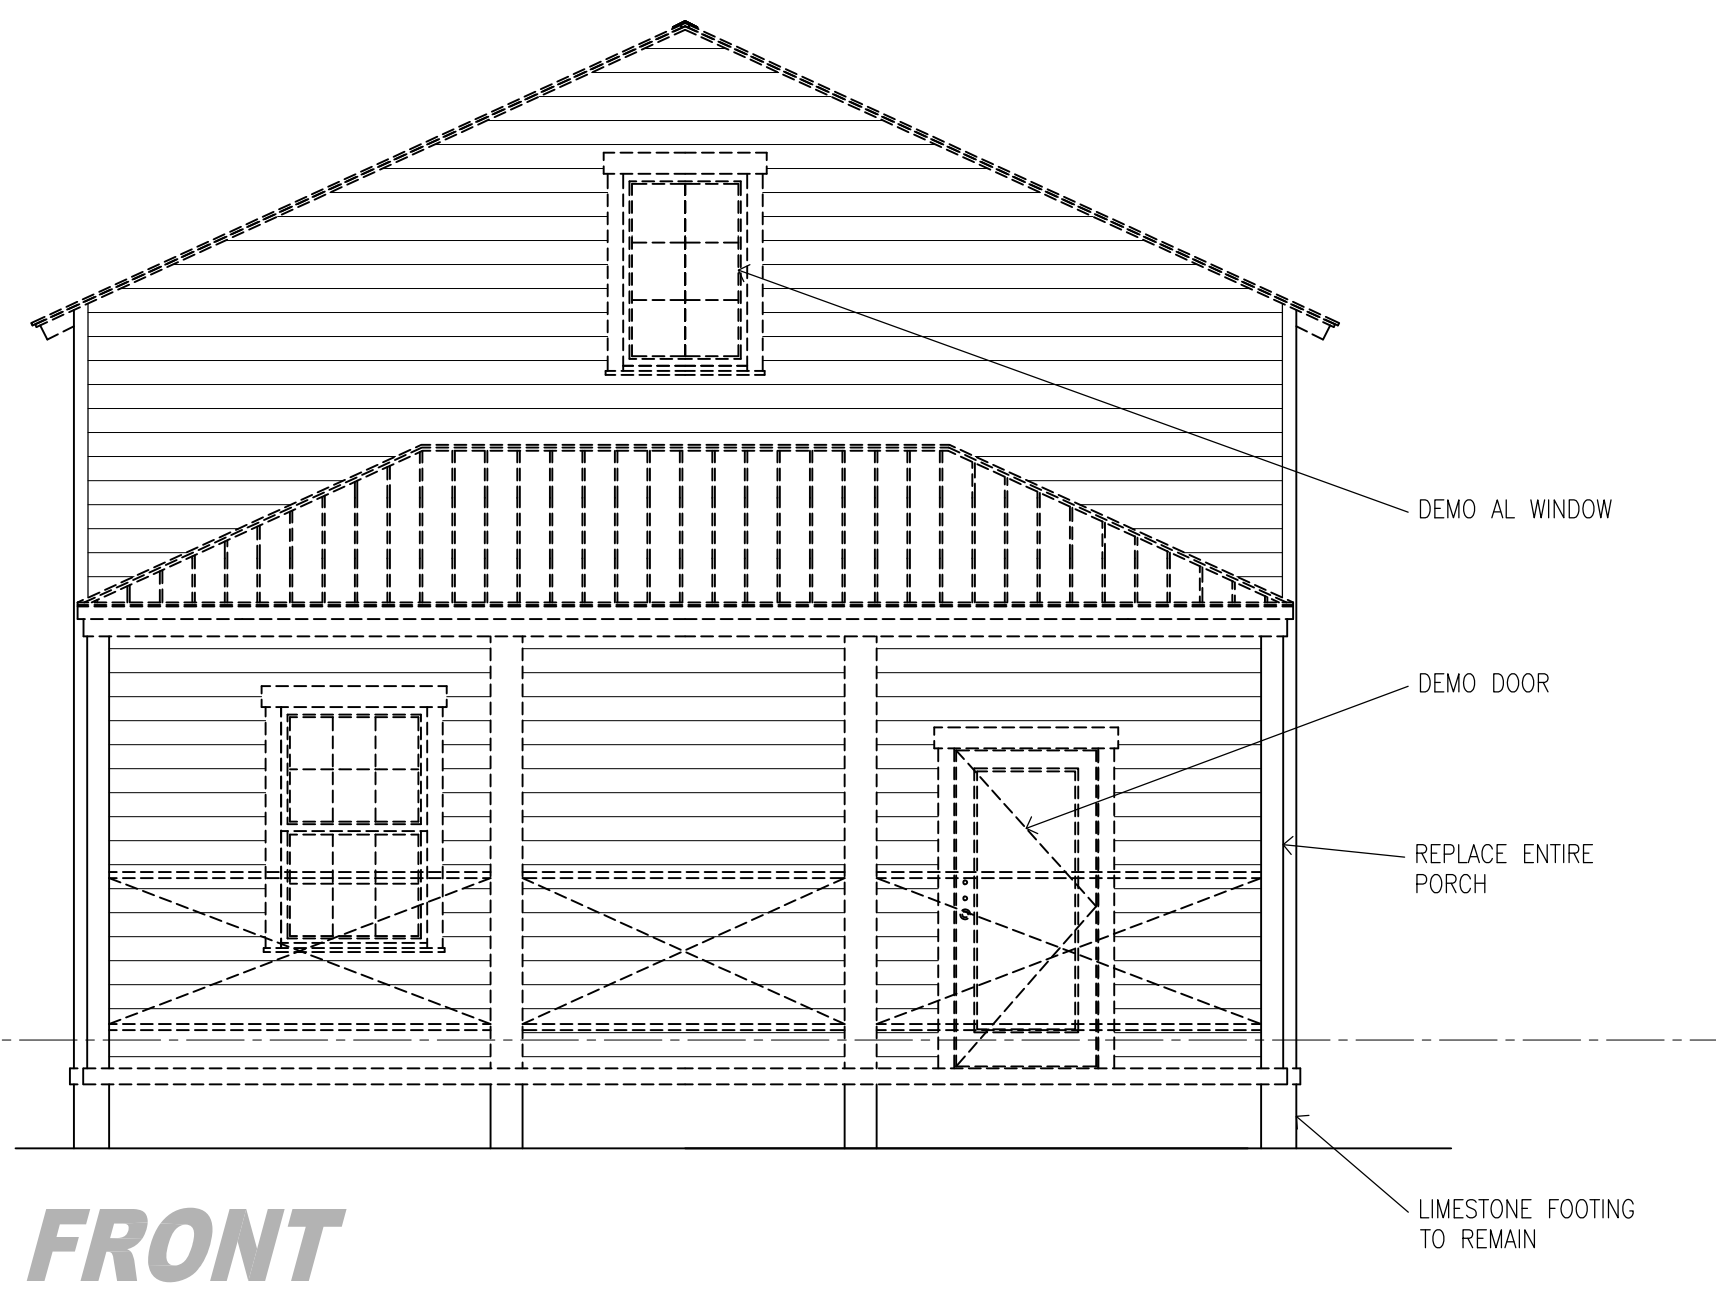 DEMO AL WINDOW
DEMO DOOR
REPLACE ENTIRE
PORCH
LIMESTONE FOOTING
TO REMAIN
FRONT